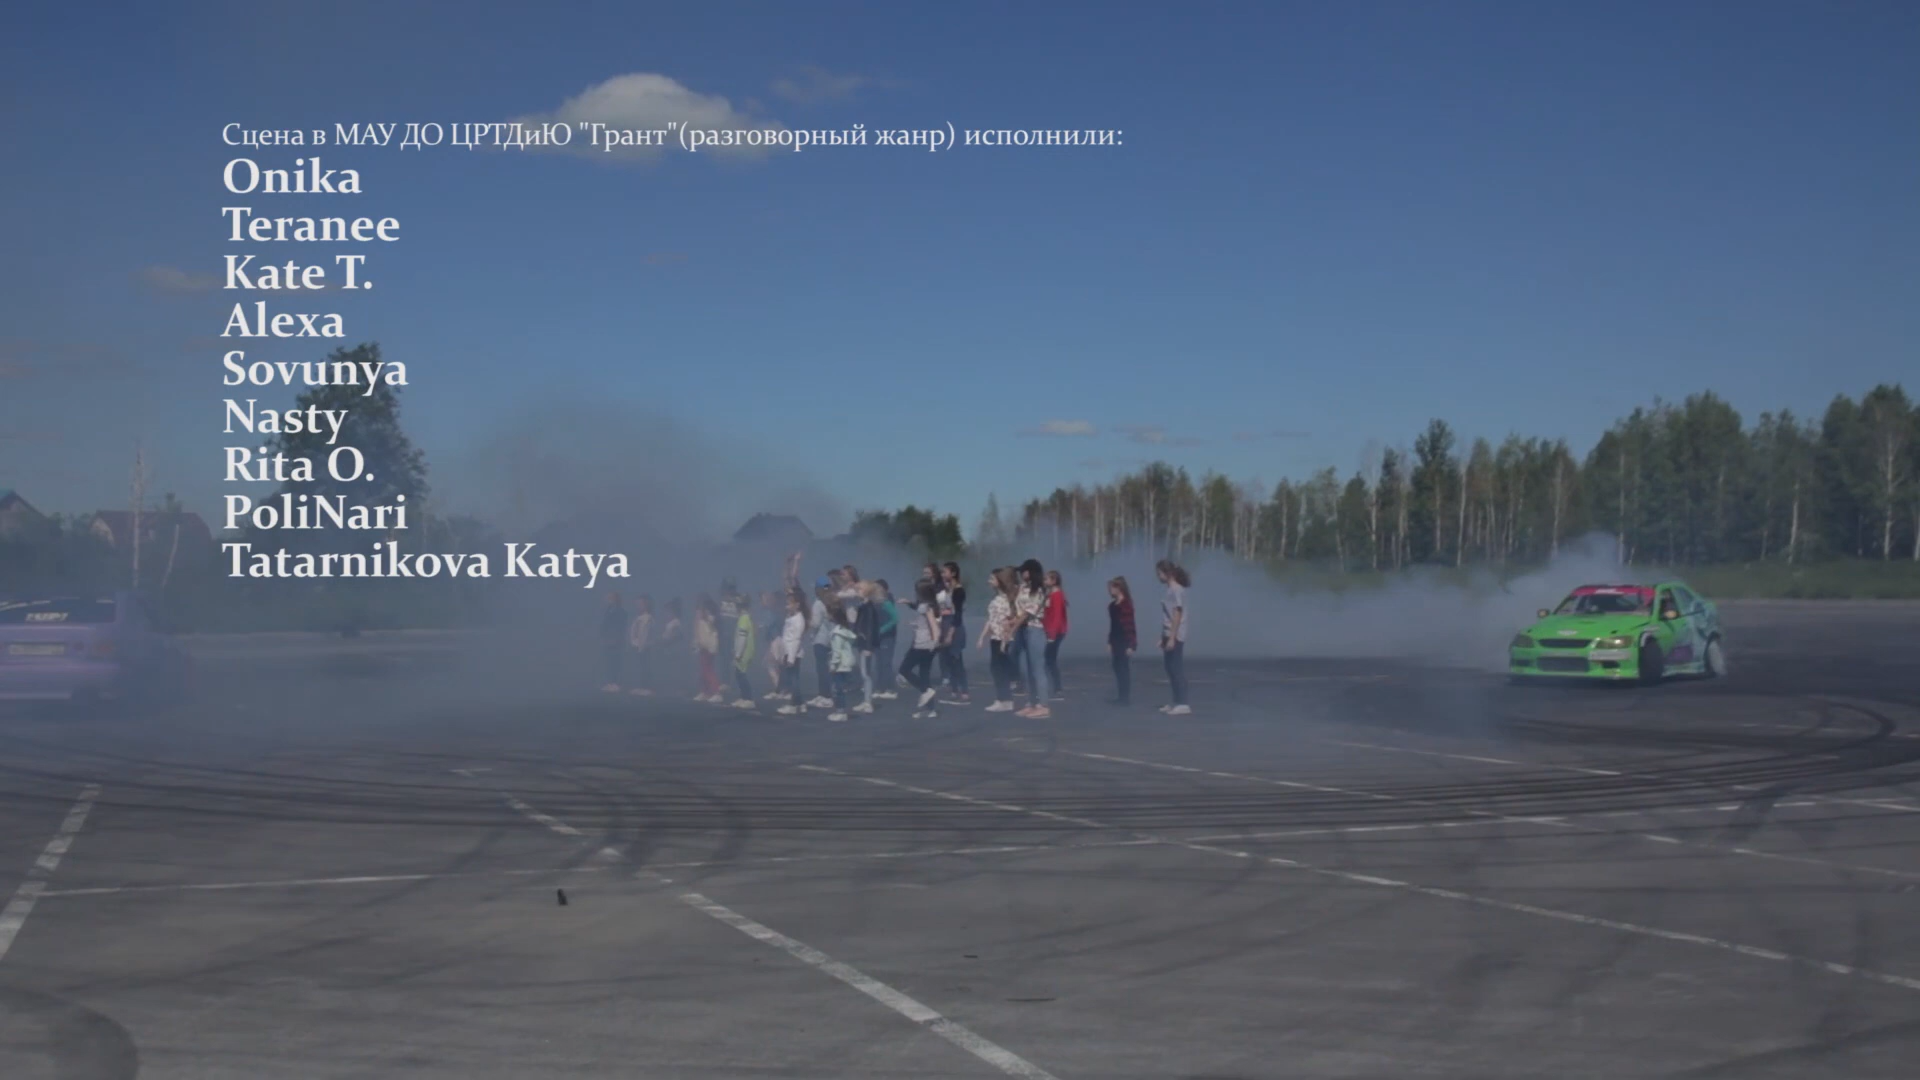 Сцена в МАУ ДО ЦРТДиЮ "Грант"(разговорный жанр) исполнили:
Onika
Teranee
Kate T.
Alexa
Sovunya
Nasty
Rita O.
PoliNari
Tatarnikova Katya